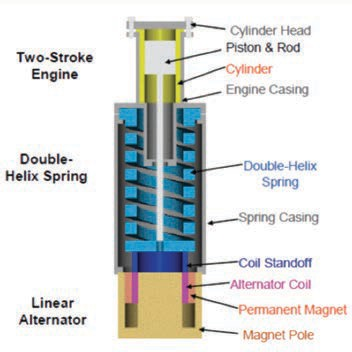 Two-Stroke
Engine
Double-
Helix Spring
Linear
Alternator
Cylinder Head
Piston & Rod
Cylinder
Engine Casing
Double-Helix
Spring
Spring Casing
Coil Standoff
Alternator Coil
Permanent Magnet
Magnet Pole